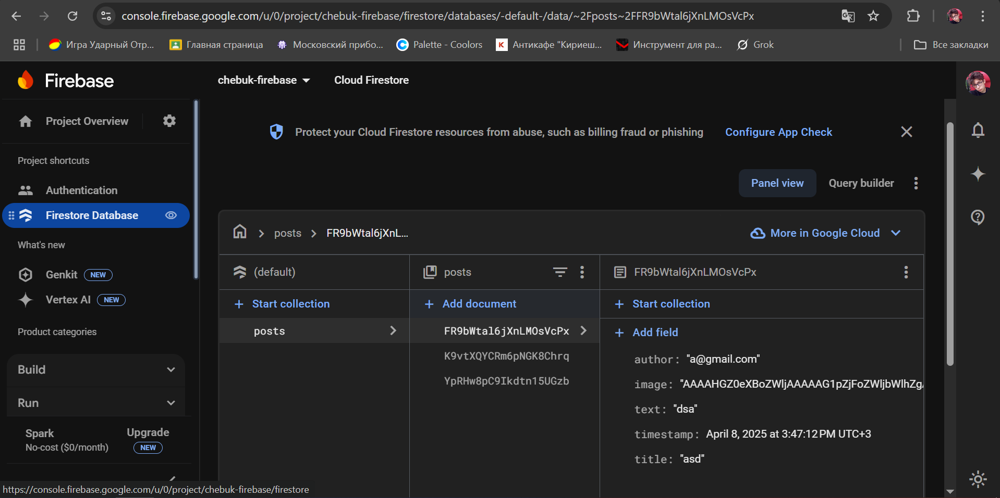 console.firebase.google.com/u/0/project/chebuk-firebase/firestore/databases/-default-/data/~2Fposts~2FFR9bWtal6jXnLMOsVcPx
Игра Ударный Отр...
Главная страница
Московский прибо...
Palette - Coolors
Антикафе "Кириеш...
Инструмент для ра...
Grok
Все закладки
Firebase
chebuk-firebase
Cloud Firestore
Project Overview
Protect your Cloud Firestore resources from abuse, such as billing fraud or phishing
Configure App Check
Project shortcuts
Authentication
Panel view
Query builder
Firestore Database
posts
FR9bWtal6jXnL...
More in Google Cloud
What's new
Genkit NEW
Vertex AI NEW
(default)
posts
FR9bWtal6jXnLMOsVcPx
Start collection
Add document
Start collection
posts
FR9bWtal6jXnLMOsVcPx
Add field
Product categories
K9vtXQYCRm6pNGK8Chrq
YpRHw8pC9Ikdtn15UGzb
author: "a@gmail.com"
image: "AAAAHGZ0eXBoZWljAAAAAG1pZjFoZWljbWlhZgA
text: "dsa"
timestamp: April 8, 2025 at 3:47:12 PM UTC+3
title: "asd"
Build
Run
Spark
No-cost ($0/month)
Upgrade
NEW
https://console.firebase.google.com/u/0/project/chebuk-firebase/firestore